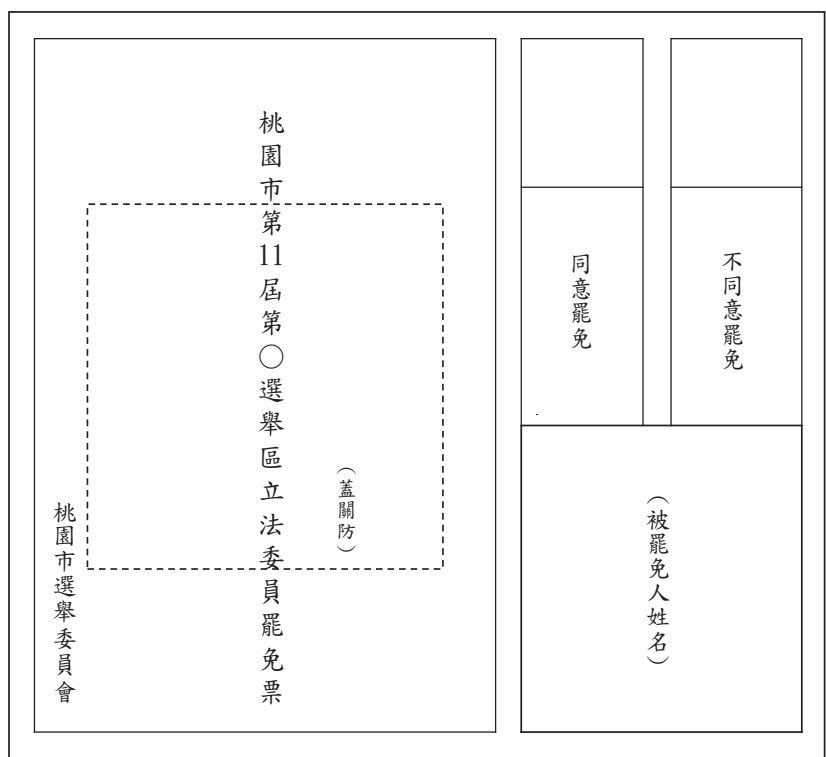 不同意罷免
同意罷免
（被罷免人姓名）
（蓋關防）
桃園市第11屆第○選舉區立法委員罷免票
桃園市選舉委員會